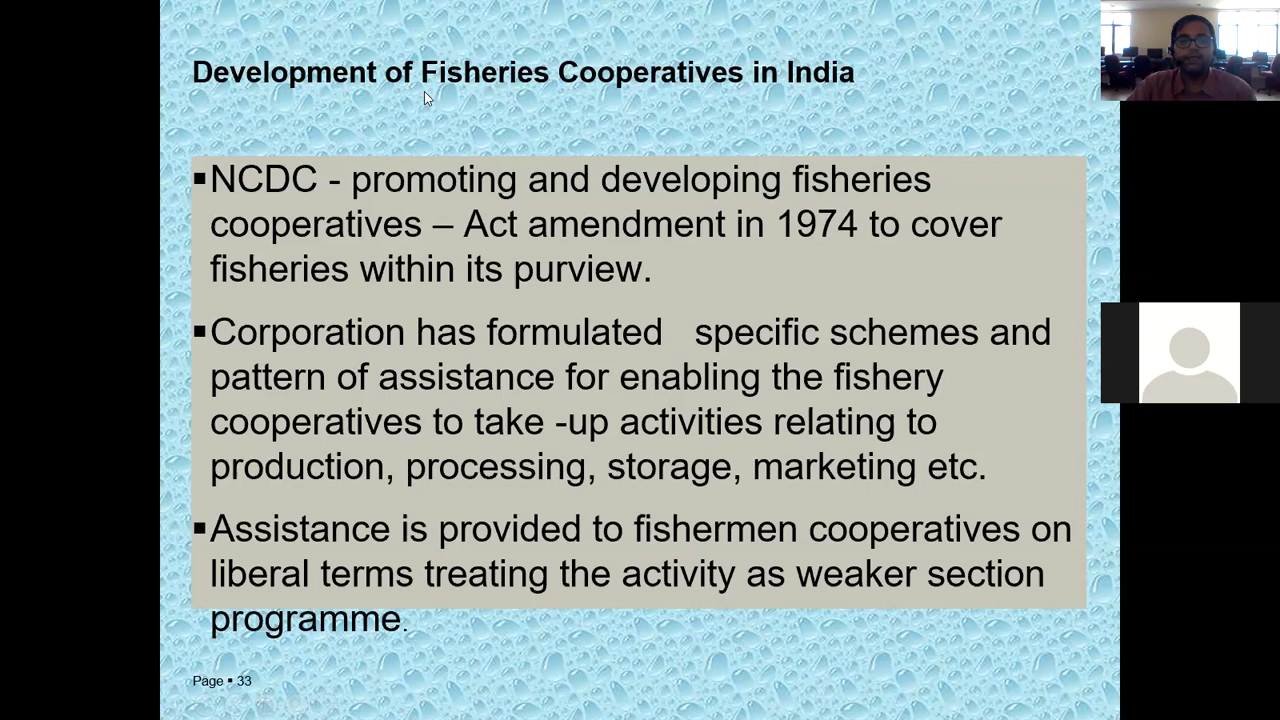 Development of Fisheries Cooperatives in India
▪NCDC - promoting and developing fisheries
cooperatives – Act amendment in 1974 to cover
fisheries within its purview.
▪Corporation has formulated   specific schemes and
pattern of assistance for enabling the fishery
cooperatives to take -up activities relating to
production, processing, storage, marketing etc.
▪Assistance is provided to fishermen cooperatives on
liberal terms treating the activity as weaker section
programme.
Page ▪ 33